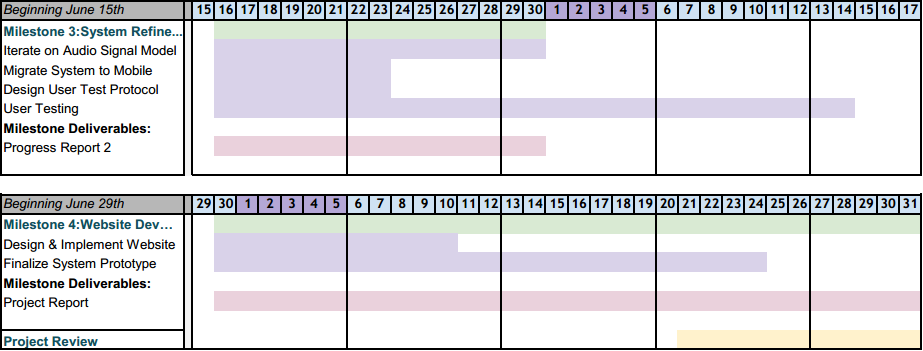 Beginning June 15th 15 16 17 18 19 20 21 22 23 24 25 26 27 28 29 30 1 2 3 4 5 6 7 8 9 10 11 12 13 14 15 16 17
Milestone 3:System Refine...
Iterate on Audio Signal Model
Migrate System to Mobile
Design User Test Protocol
User Testing
Milestone Deliverables:
Progress Report 2
Beginning June 29th 29 30 1 2 3 4 5 6 7 8 9 10 11 12 13 14 15 16 17 18 19 20 21 22 23 24 25 26 27 28 29 30 31
Milestone 4:Website Dev...
Design & Implement Website
Finalize System Prototype
Milestone Deliverables:
Project Report
Project Review